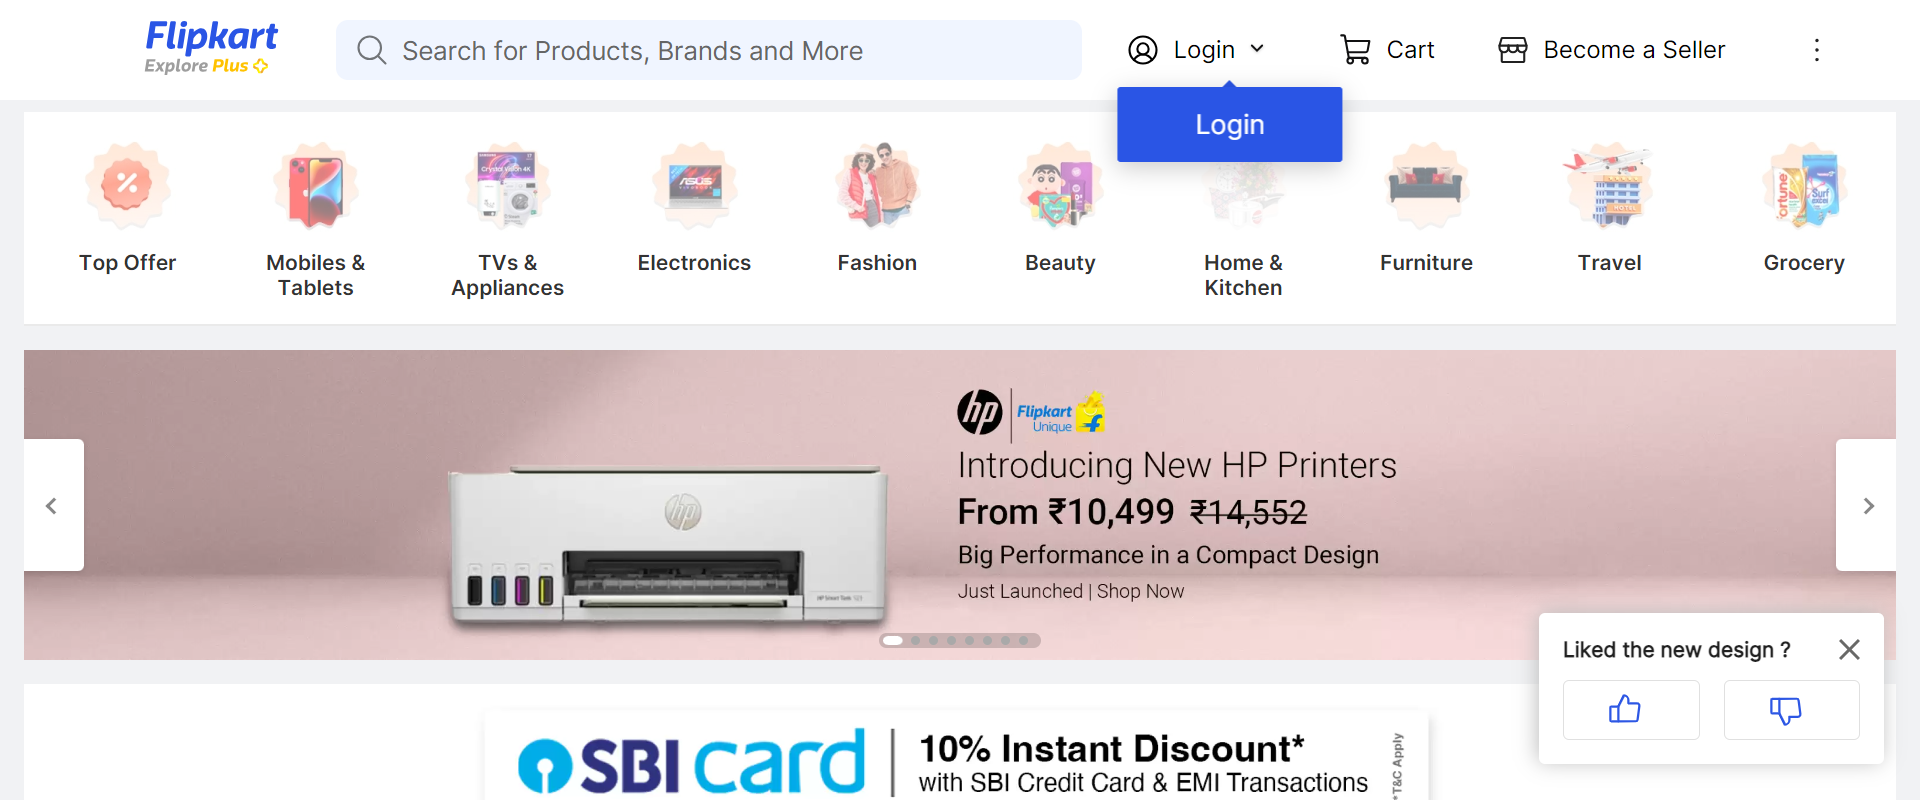 Flipkart
Explore Plus
Search for Products, Brands and More
Login
Cart
Become a Seller
Login
Top Offer
Mobiles &
Tablets
TVs &
Appliances
Electronics
Fashion
Beauty
Home &
Kitchen
Furniture
Travel
Grocery
hp
Flipkart
Unique
Introducing New HP Printers
From ₹10,499 ₹14,552
Big Performance in a Compact Design
Just Launched | Shop Now
Liked the new design ?
SBI card
10% Instant Discount*
with SBI Credit Card & EMI Transactions
*T&C Apply